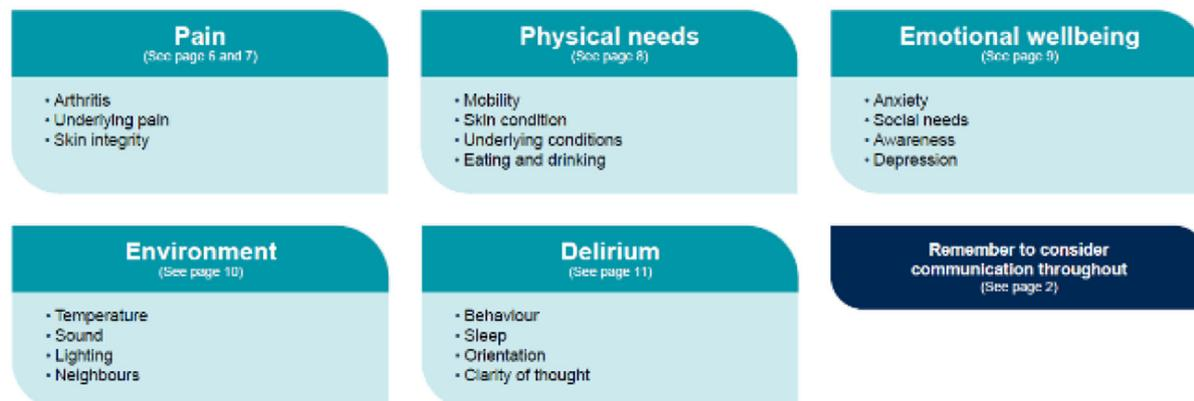 Pain
(See page 6 and 7)
• Arthritis
• Underlying pain
• Skin integrity
Physical needs
(See page 8)
• Mobility
• Skin condition
• Underlying conditions
• Eating and drinking
Emotional wellbeing
(See page 9)
• Anxiety
• Social needs
• Awareness
• Depression
Environment
(See page 10)
• Temperature
• Sound
• Lighting
• Neighbours
Delirium
(See page 11)
• Behaviour
• Sleep
• Orientation
• Clarity of thought
Remember to consider
communication throughout
(See page 2)